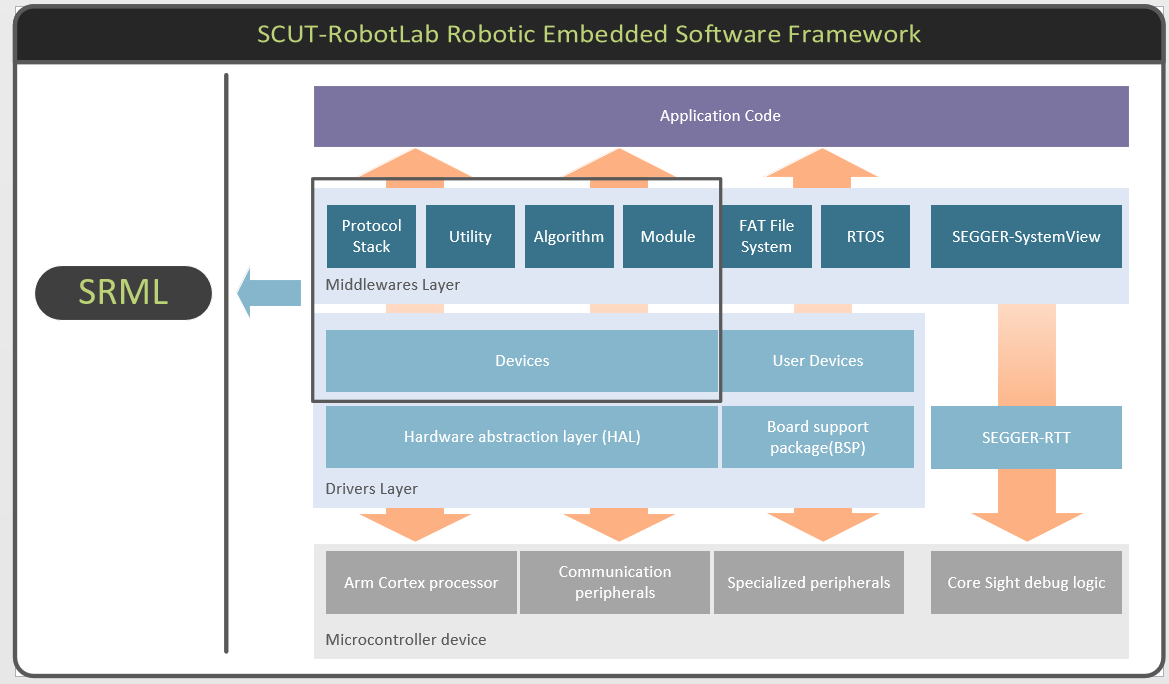 SCUT-RobotLab Robotic Embedded Software Framework
SRML
Application Code
Protocol
Stack
Utility
Algorithm
Module
FAT File
System
RTOS
SEGGER-SystemView
Middlewares Layer
Devices
User Devices
Hardware abstraction layer (HAL)
Board support
package(BSP)
SEGGER-RTT
Drivers Layer
Arm Cortex processor
Communication
peripherals
Specialized peripherals
Core Sight debug logic
Microcontroller device